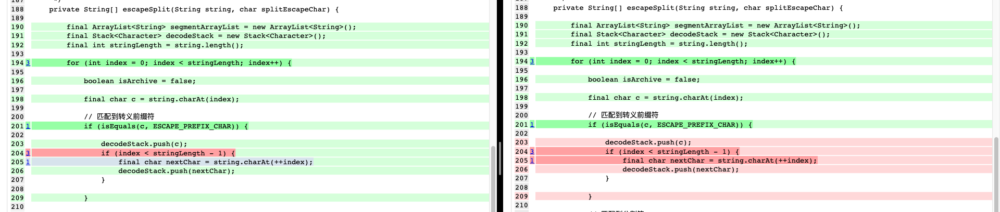 187 */
188 private String[] escapeSplit(String string, char splitEscapeChar) {
189
190 final ArrayList<String> segmentArrayList = new ArrayList<String>();
191 final Stack<Character> decodeStack = new Stack<Character>();
192 final int stringLength = string.length();
193
194 3 for (int index = 0; index < stringLength; index++) {
195
196 boolean isArchive = false;
197
198 final char c = string.charAt(index);
199
200 // 匹配到转义前缀符
201 1 if (isEquals(c, ESCAPE_PREFIX_CHAR)) {
202
203 decodeStack.push(c);
204 3 if (index < stringLength - 1) {
205 1 final char nextChar = string.charAt(++index);
206 decodeStack.push(nextChar);
207 }
208
209 }
210
188 private String[] escapeSplit(String string, char splitEscapeChar) {
189
190 final ArrayList<String> segmentArrayList = new ArrayList<String>();
191 final Stack<Character> decodeStack = new Stack<Character>();
192 final int stringLength = string.length();
193
194 3 for (int index = 0; index < stringLength; index++) {
195
196 boolean isArchive = false;
197
198 final char c = string.charAt(index);
199
200 // 匹配到转义前缀符
201 1 if (isEquals(c, ESCAPE_PREFIX_CHAR)) {
202
203 decodeStack.push(c);
204 3 if (index < stringLength - 1) {
205 1 final char nextChar = string.charAt(++index);
206 decodeStack.push(nextChar);
207 }
208
209 }
210